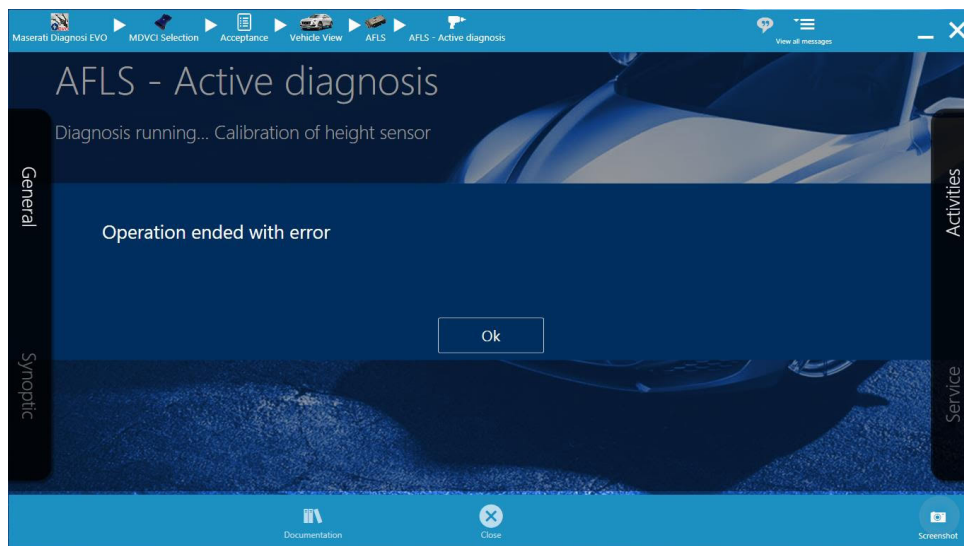 Maserati Diagnosi EVO
MDVCI Selection
Acceptance
Vehicle View
AFLS
AFLS - Active diagnosis
View all messages
AFLS - Active diagnosis
Diagnosis running... Calibration of height sensor
General
Activities
Operation ended with error
Ok
Synoptic
Service
Documentation
Close
Screenshot